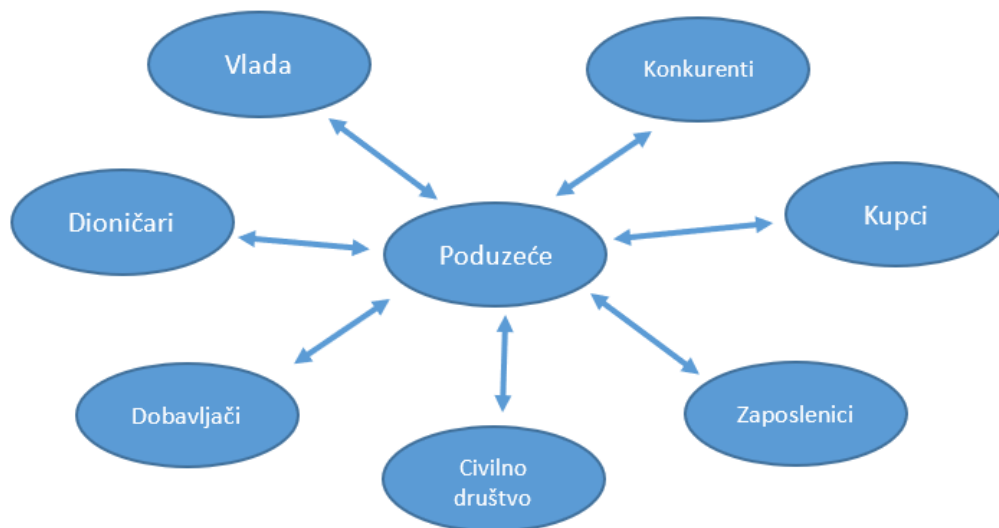 Vlada
Konkurenti
Dioničari
Kupci
Poduzeće
Dobavljači
Zaposlenici
Civilno
društvo